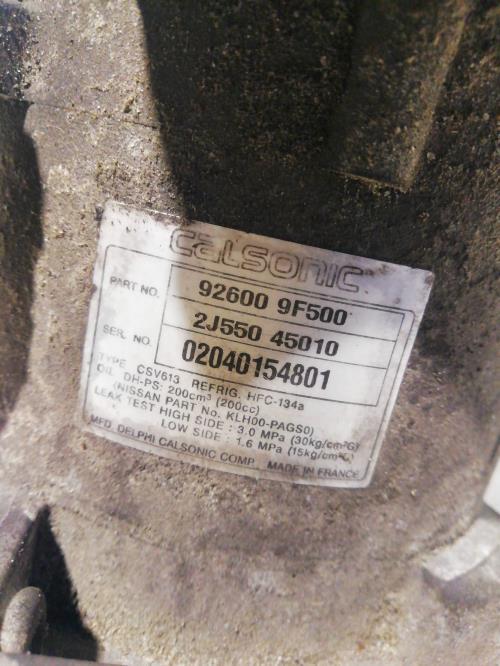 calsonic
PART NO. 92600 9F500
2J550 45010
SER. NO. 02040154801
TYPE CSV613 REFRIG. HFC-134a
OIL DH-PS: 200cm³ (200cc)
(NISSAN PART No. KLH00-PAGS0)
LEAK TEST HIGH SIDE : 3.0 MPa (30kg/cm²G)
LOW SIDE : 1.6 MPa (15kg/cm²G)
MFD. DELPHI CALSONIC COMP. MADE IN FRANCE